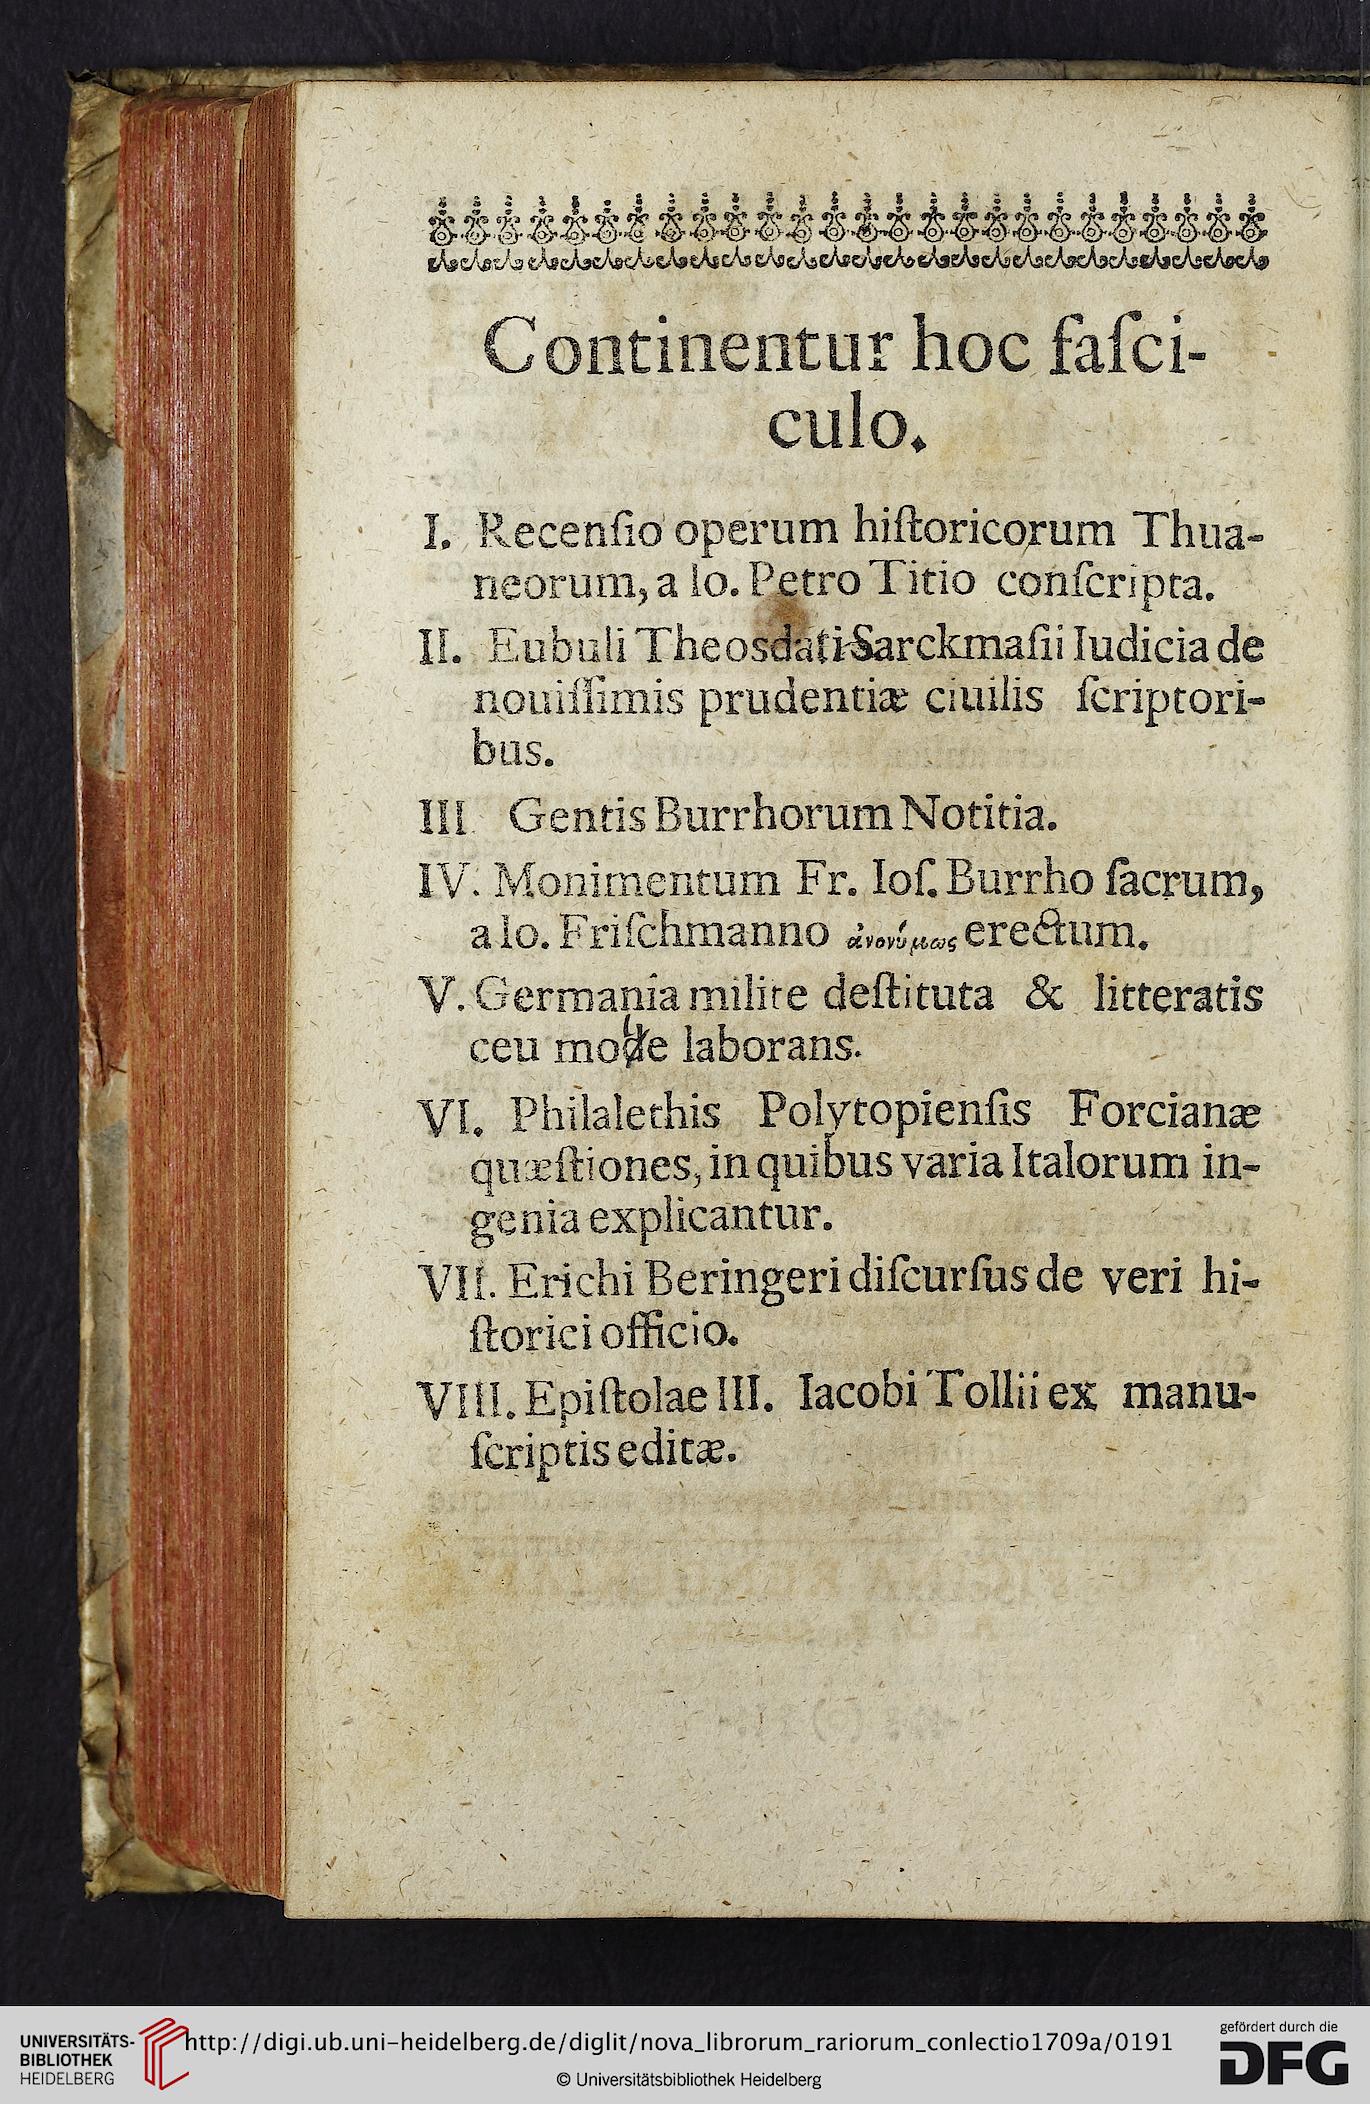 Continentur hoc faſci-
culo.
I. Recenſio operum hiſtoricorum Thua-
neorum, a Io. Petro Titio conſcripta.
II. Eubuli Theosdati Sarckmaſii Iudicia de
nouiſſimis prudentiæ ciuilis ſcriptori-
bus.
III Gentis Burrhorum Notitia.
IV. Monimentum Fr. Ioſ. Burrho ſacrum,
a Io. Friſchmanno ἀνονύμως erectum.
V. Germania milite deſtituta & litteratis
ceu mole laborans.
VI. Philalethis Polytopienſis Forcianæ
quæſtiones, in quibus varia Italorum in-
genia explicantur.
VII. Erichi Beringeri diſcurſus de veri hi-
ſtorici officio.
VIII. Epiſtolae III. Iacobi Tollii ex manu-
ſcriptis editæ.
UNIVERSITÄTS-
BIBLIOTHEK
HEIDELBERG
http://digi.ub.uni-heidelberg.de/diglit/nova_librorum_rariorum_conlectio1709a/0191
© Universitätsbibliothek Heidelberg
gefördert durch die
DFG